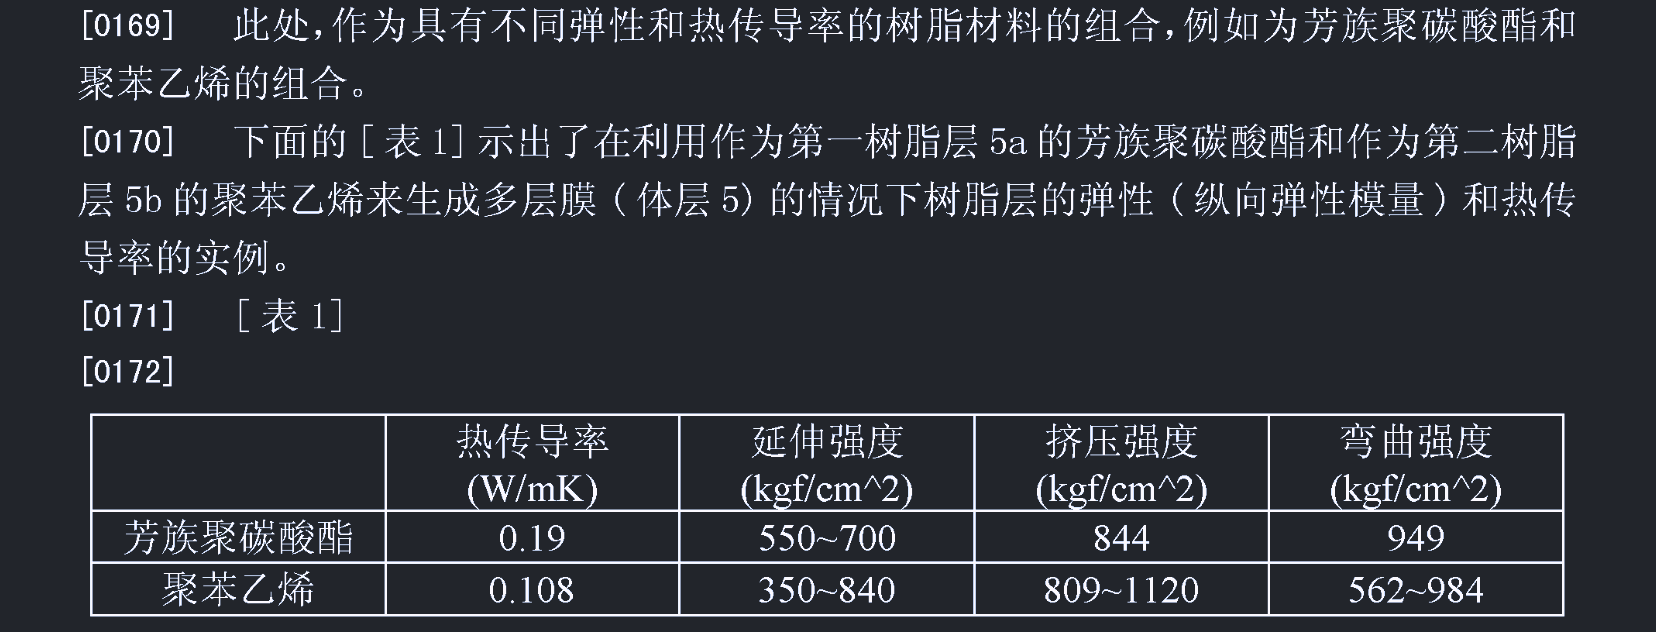 [0169] 此处,作为具有不同弹性和热传导率的树脂材料的组合,例如为芳族聚碳酸酯和
聚苯乙烯的组合。
[0170] 下面的[表1]示出了在利用作为第一树脂层5a的芳族聚碳酸酯和作为第二树脂
层5b的聚苯乙烯来生成多层膜(体层5)的情况下树脂层的弹性(纵向弹性模量)和热传
导率的实例。
[0171] [表1]
[0172]
热传导率 延伸强度 挤压强度 弯曲强度
(W/mK) (kgf/cm^2) (kgf/cm^2) (kgf/cm^2)
芳族聚碳酸酯 0.19 550~700 844 949
聚苯乙烯 0.108 350~840 809~1120 562~984